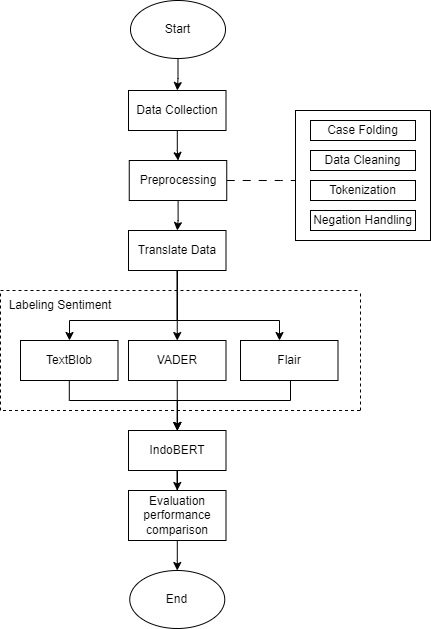 Start
Data Collection
Preprocessing
Case Folding
Data Cleaning
Tokenization
Negation Handling
Translate Data
Labeling Sentiment
TextBlob
VADER
Flair
IndoBERT
Evaluation
performance
comparison
End